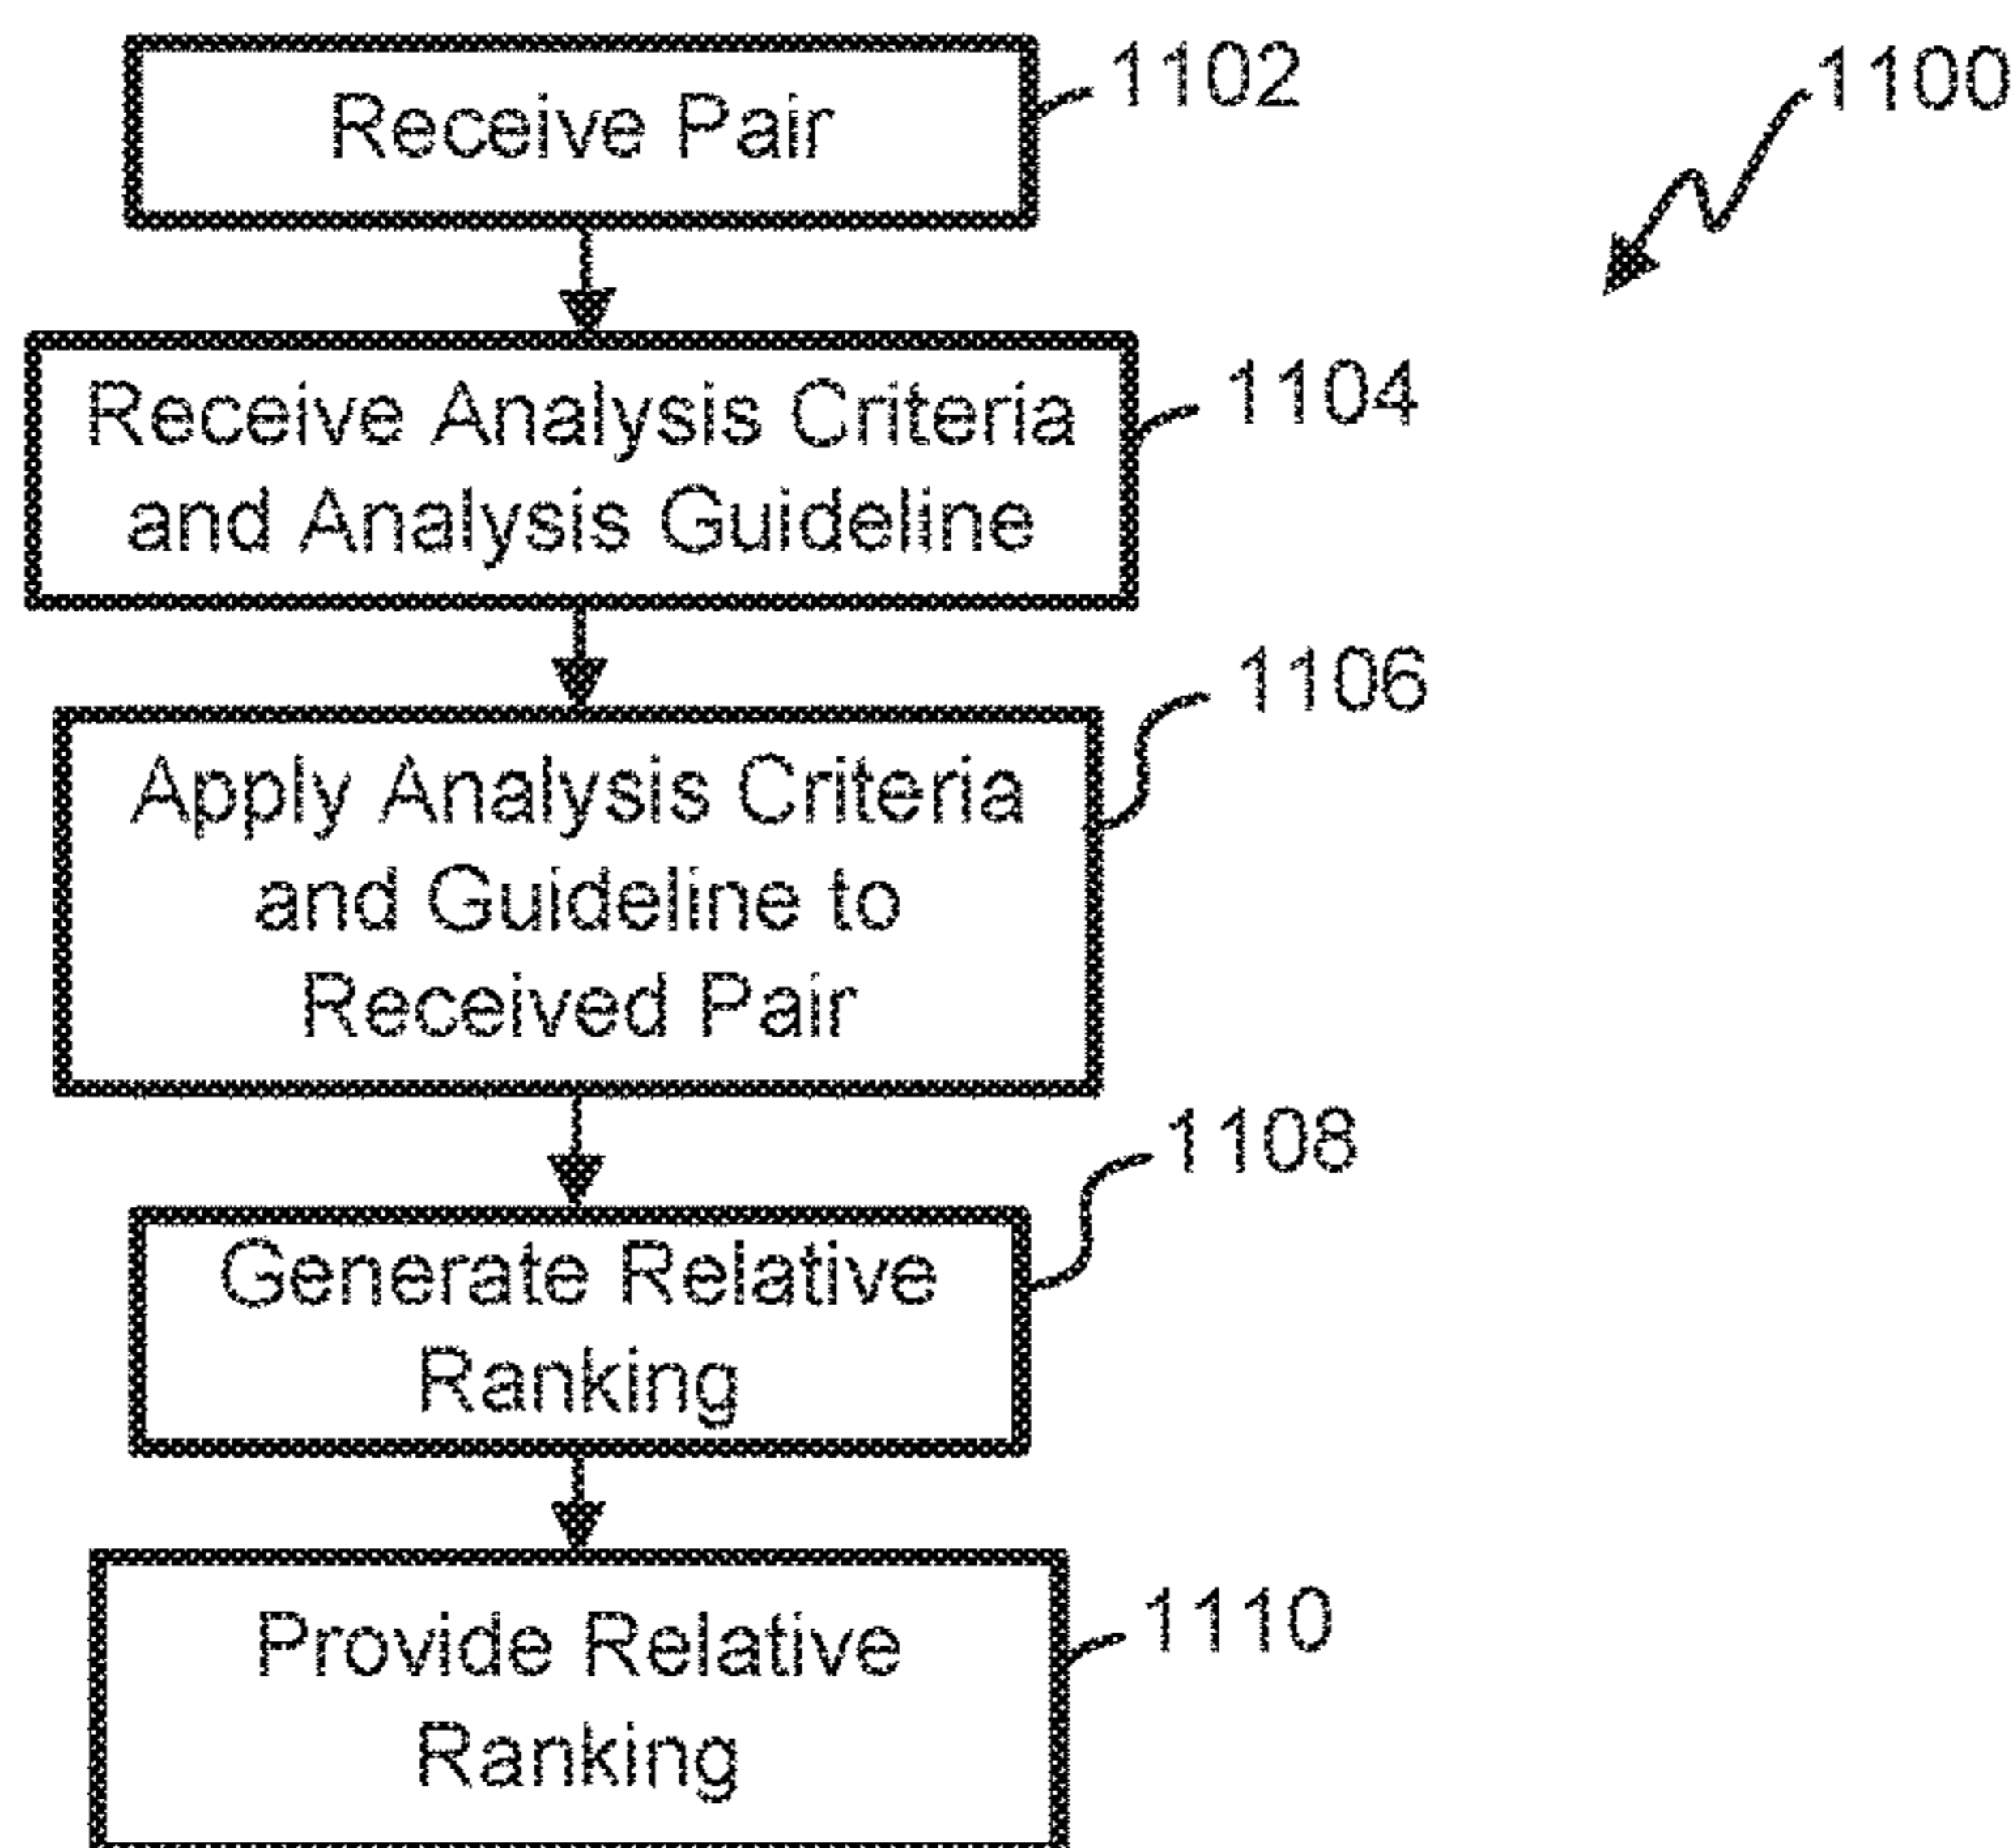 Receive Pair
1102
1100
Receive Analysis Criteria
and Analysis Guideline
1104
Apply Analysis Criteria
and Guideline to
Received Pair
1106
Generate Relative
Ranking
1108
Provide Relative
Ranking
1110